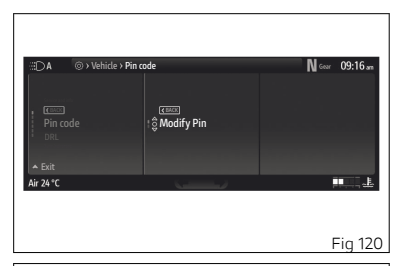 A
› Vehicle › Pin code
N Gear 09:16 am
BACK
Pin code
DRL
Exit
BACK
Modify Pin
Air 24 °C
Fig 120